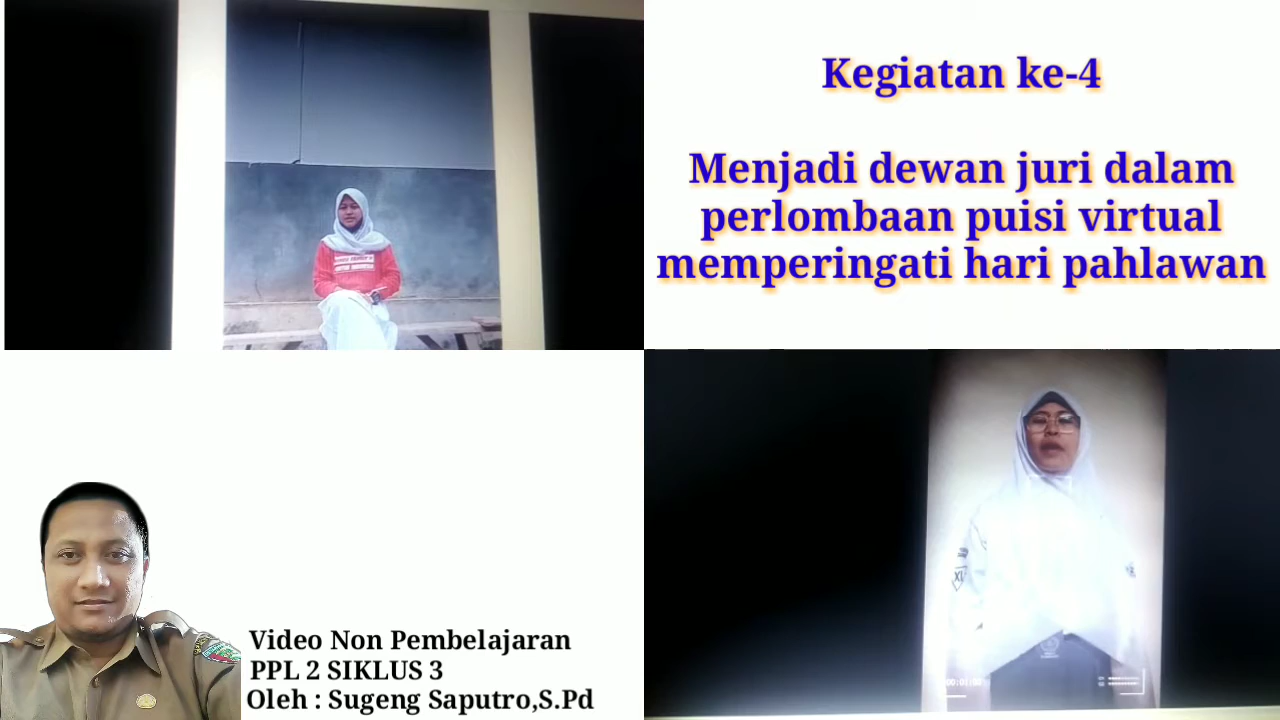 Kegiatan ke-4
Menjadi dewan juri dalam
perlombaan puisi virtual
memperingati hari pahlawan
XI
Video Non Pembelajaran
PPL 2 SIKLUS 3
Oleh : Sugeng Saputro,S.Pd